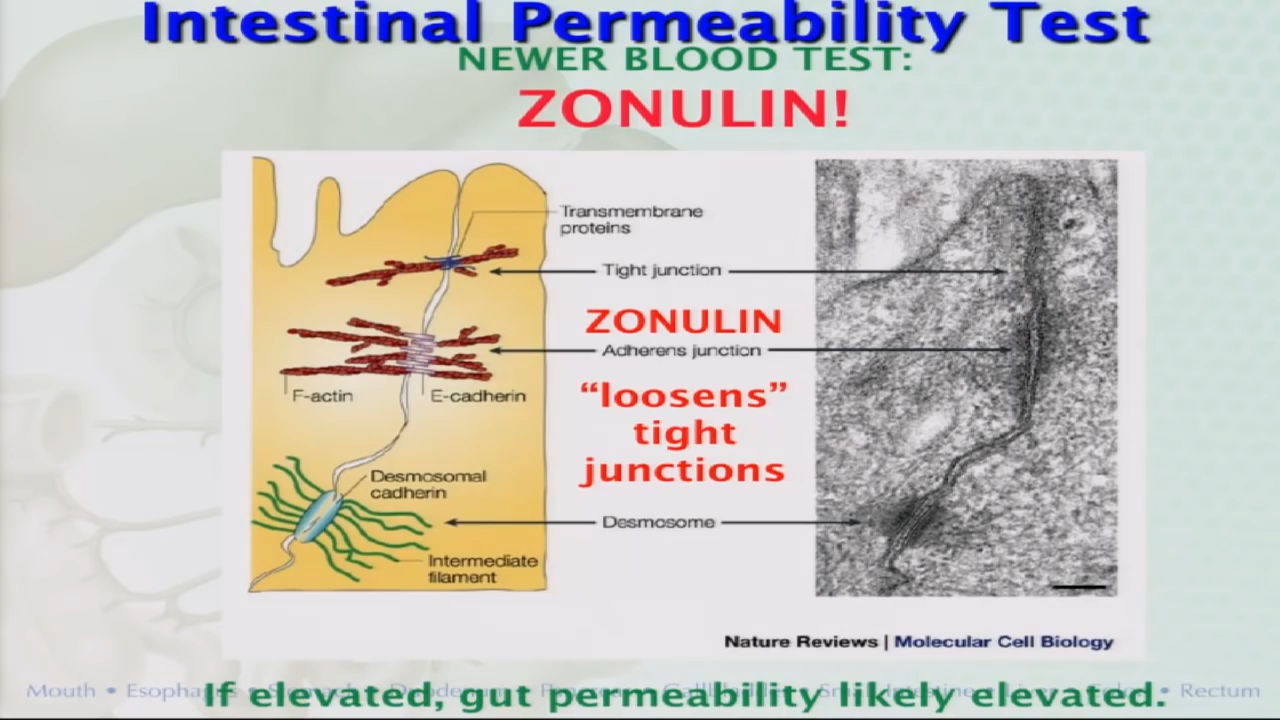 Intestinal Permeability Test
NEWER BLOOD TEST:
ZONULIN!
Transmembrane
proteins
Tight junction
ZONULIN
Adherens junction
F-actin
E-cadherin
“loosens”
tight
junctions
Desmosomal
cadherin
Desmosome
Intermediate
filament
Nature Reviews | Molecular Cell Biology
If elevated, gut permeability likely elevated.
Mouth • • Rectum